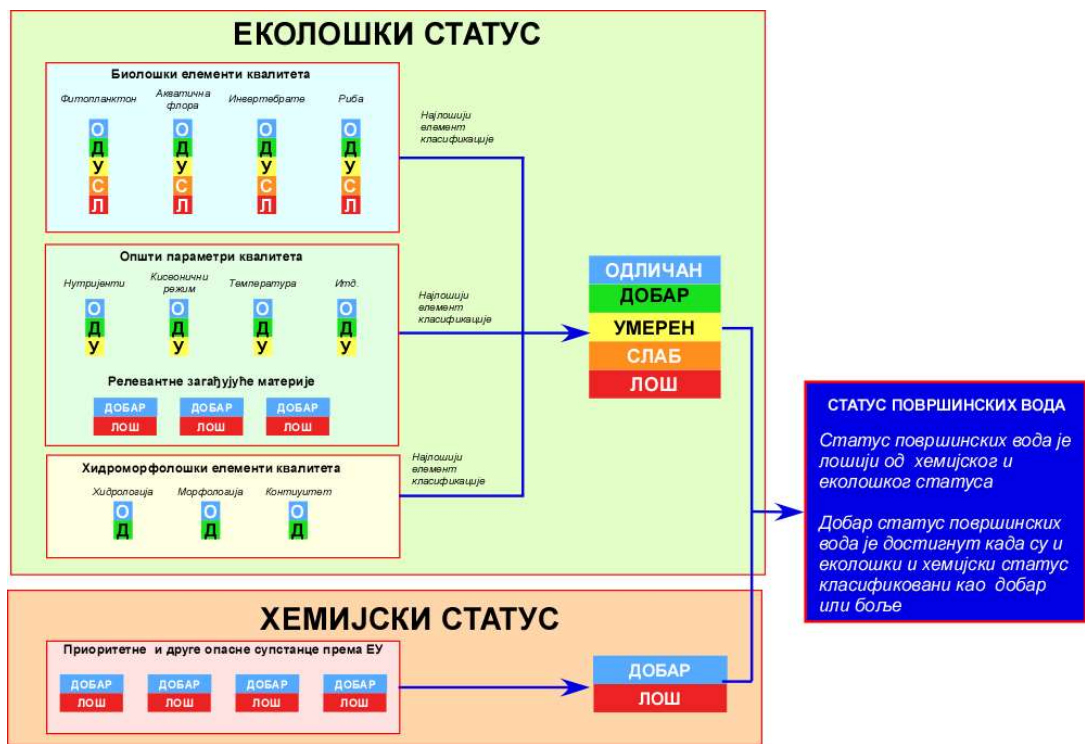 ЕКОЛОШКИ СТАТУС
Биолошки елементи квалитета
Фитопланктон
Акватична
флора
Инвертебрате
Риба
О О О О
Д Д Д Д
У У У У
С С С С
Л Л Л Л
Најлошији
елемент
класификације
Општи параметри квалитета
Нутријенти
Кисеонични
режим
Температура
Итд.
О О О О
Д Д Д Д
У У У У
Најлошији
елемент
класификације
Релевантне загађујуће материје
ДОБАР ДОБАР ДОБАР
ЛОШ ЛОШ ЛОШ
Хидроморфолошки елементи квалитета
Хидрологија Морфологија Контиуитет
О О О
Д Д Д
Најлошији
елемент
класификације
ОДЛИЧАН
ДОБАР
УМЕРЕН
СЛАБ
ЛОШ
ХЕМИЈСКИ СТАТУС
Приоритетне и друге опасне супстанце према ЕУ
ДОБАР ДОБАР ДОБАР ДОБАР
ЛОШ ЛОШ ЛОШ ЛОШ
ДОБАР
ЛОШ
СТАТУС ПОВРШИНСКИХ ВОДА
Статус површинских вода је
лошији од хемијског и
еколошког статуса
Добар статус површинских
вода је достигнут када су и
еколошки и хемијски статус
класификовани као добар
или боље